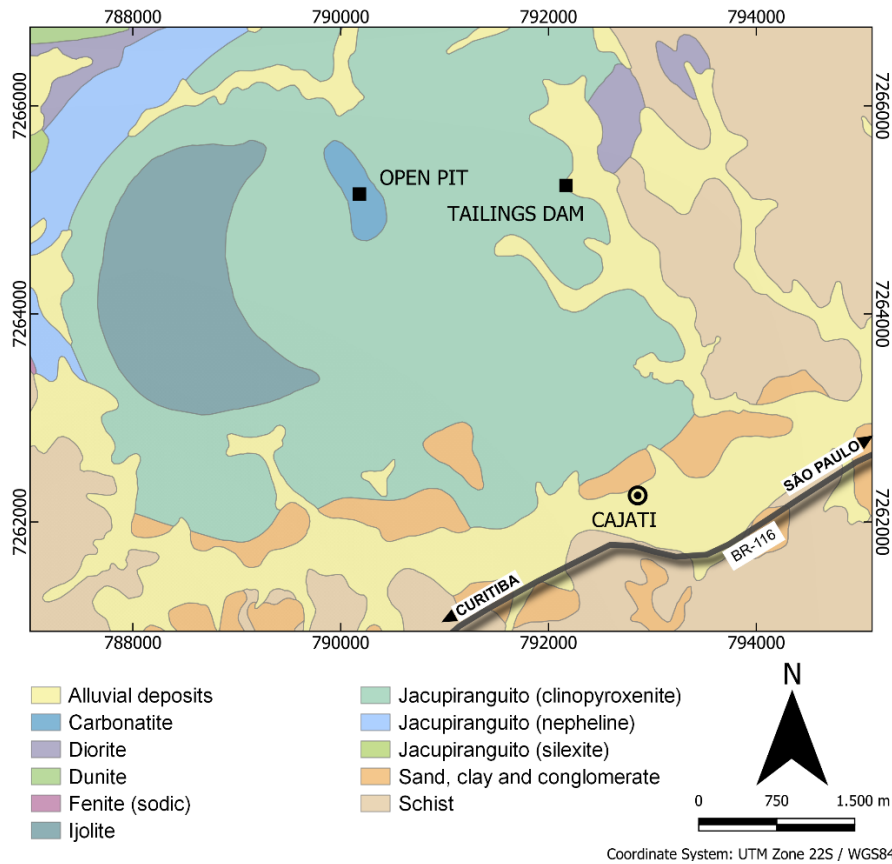 788000 790000 792000 794000
7266000 7266000
OPEN PIT
TAILINGS DAM
7264000 7264000
SÃO PAULO
7262000 7262000
CAJATI
BR-116
CURITIBA
788000 790000 792000 794000
N
Alluvial deposits
Carbonatite
Diorite
Dunite
Fenite (sodic)
Ijolite
Jacupiranguito (clinopyroxenite)
Jacupiranguito (nepheline)
Jacupiranguito (silexite)
Sand, clay and conglomerate
Schist
0 750 1.500 m
Coordinate System: UTM Zone 22S / WGS84